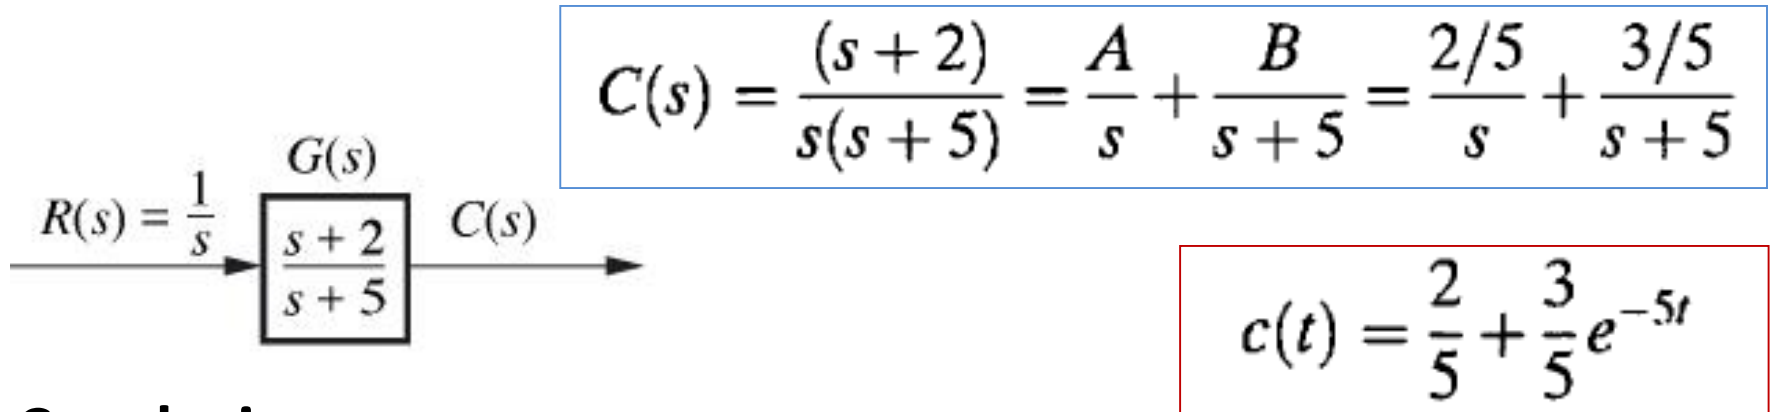 C(s) = (s + 2) / s(s + 5) = A / s + B / s + 5 = 2/5 / s + 3/5 / s + 5
G(s)
R(s) = 1 / s
s + 2 / s + 5
C(s)
c(t) = 2 / 5 + 3 / 5 e^{-5t}